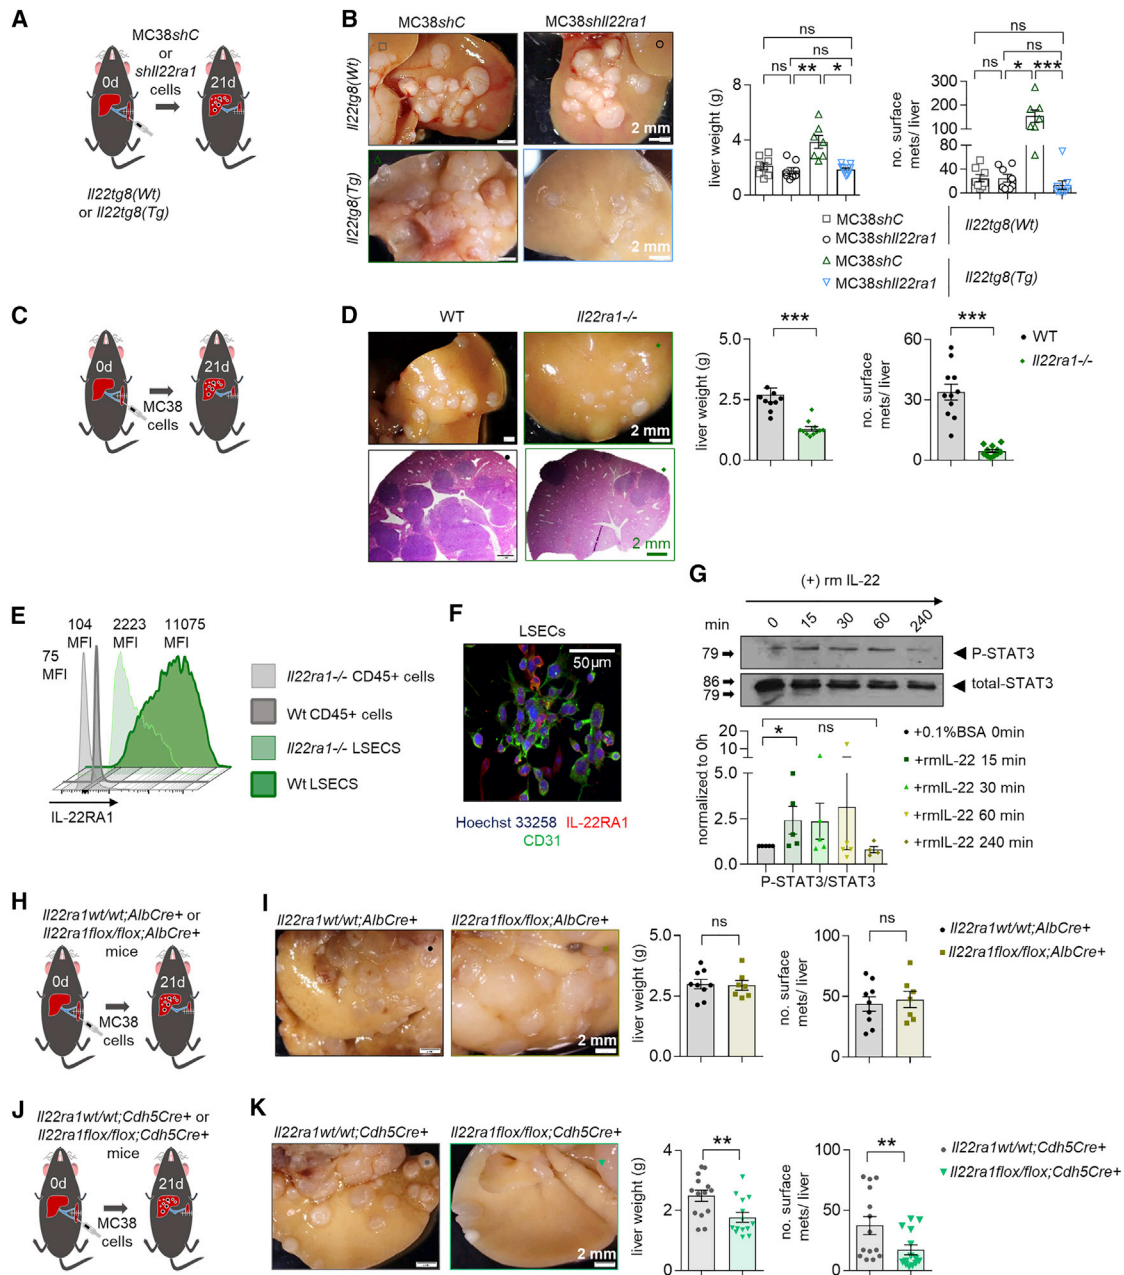 A
MC38shC
or
shIl22ra1
cells
0d
21d
Il22tg8(Wt)
or Il22tg8(Tg)
B
MC38shC
MC38shIl22ra1
Il22tg8(Wt)
2 mm
Il22tg8(Tg)
2 mm
ns
ns
ns
**
*
8
4
0
liver weight (g)
ns
ns
ns
*
***
300
200
100
80
40
0
no. surface
mets/ liver
MC38shC
MC38shIl22ra1
Il22tg8(Wt)
MC38shC
MC38shIl22ra1
Il22tg8(Tg)
C
0d
21d
MC38
cells
D
WT
Il22ra1-/-
2 mm
2 mm
***
5.0
2.5
0.0
liver weight (g)
***
60
30
0
no. surface
mets/ liver
WT
Il22ra1-/-
E
104
MFI
2223
MFI
11075
MFI
75
MFI
IL-22RA1
Il22ra1-/- CD45+ cells
Wt CD45+ cells
Il22ra1-/- LSECS
Wt LSECS
F
LSECs
50µm
Hoechst 33258 IL-22RA1
CD31
G
(+) rm IL-22
min
0 15 30 60 240
79
P-STAT3
86
79
total-STAT3
ns
*
20
10
5.0
2.5
0.0
normalized to 0h
P-STAT3/STAT3
+0.1%BSA 0min
+rmIL-22 15 min
+rmIL-22 30 min
+rmIL-22 60 min
+rmIL-22 240 min
H
Il22ra1wt/wt;AlbCre+ or
Il22ra1flox/flox;AlbCre+
mice
0d
21d
MC38
cells
I
Il22ra1wt/wt;AlbCre+
Il22ra1flox/flox;AlbCre+
2 mm
ns
5.0
2.5
0.0
liver weight (g)
ns
100
50
0
no. surface
mets/ liver
Il22ra1wt/wt;AlbCre+
Il22ra1flox/flox;AlbCre+
J
Il22ra1wt/wt;Cdh5Cre+ or
Il22ra1flox/flox;Cdh5Cre+
mice
0d
21d
MC38
cells
K
Il22ra1wt/wt;Cdh5Cre+
Il22ra1flox/flox;Cdh5Cre+
2 mm
**
4
2
0
liver weight (g)
**
100
50
0
no. surface
mets/ liver
Il22ra1wt/wt;Cdh5Cre+
Il22ra1flox/flox;Cdh5Cre+